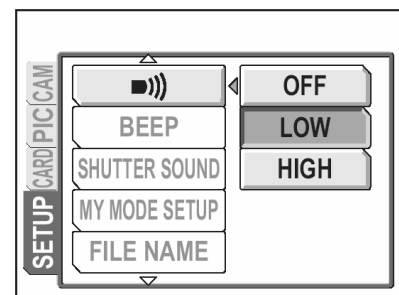 CAM
PIC
CARD
SETUP
OFF
BEEP
LOW
SHUTTER SOUND
HIGH
MY MODE SETUP
FILE NAME